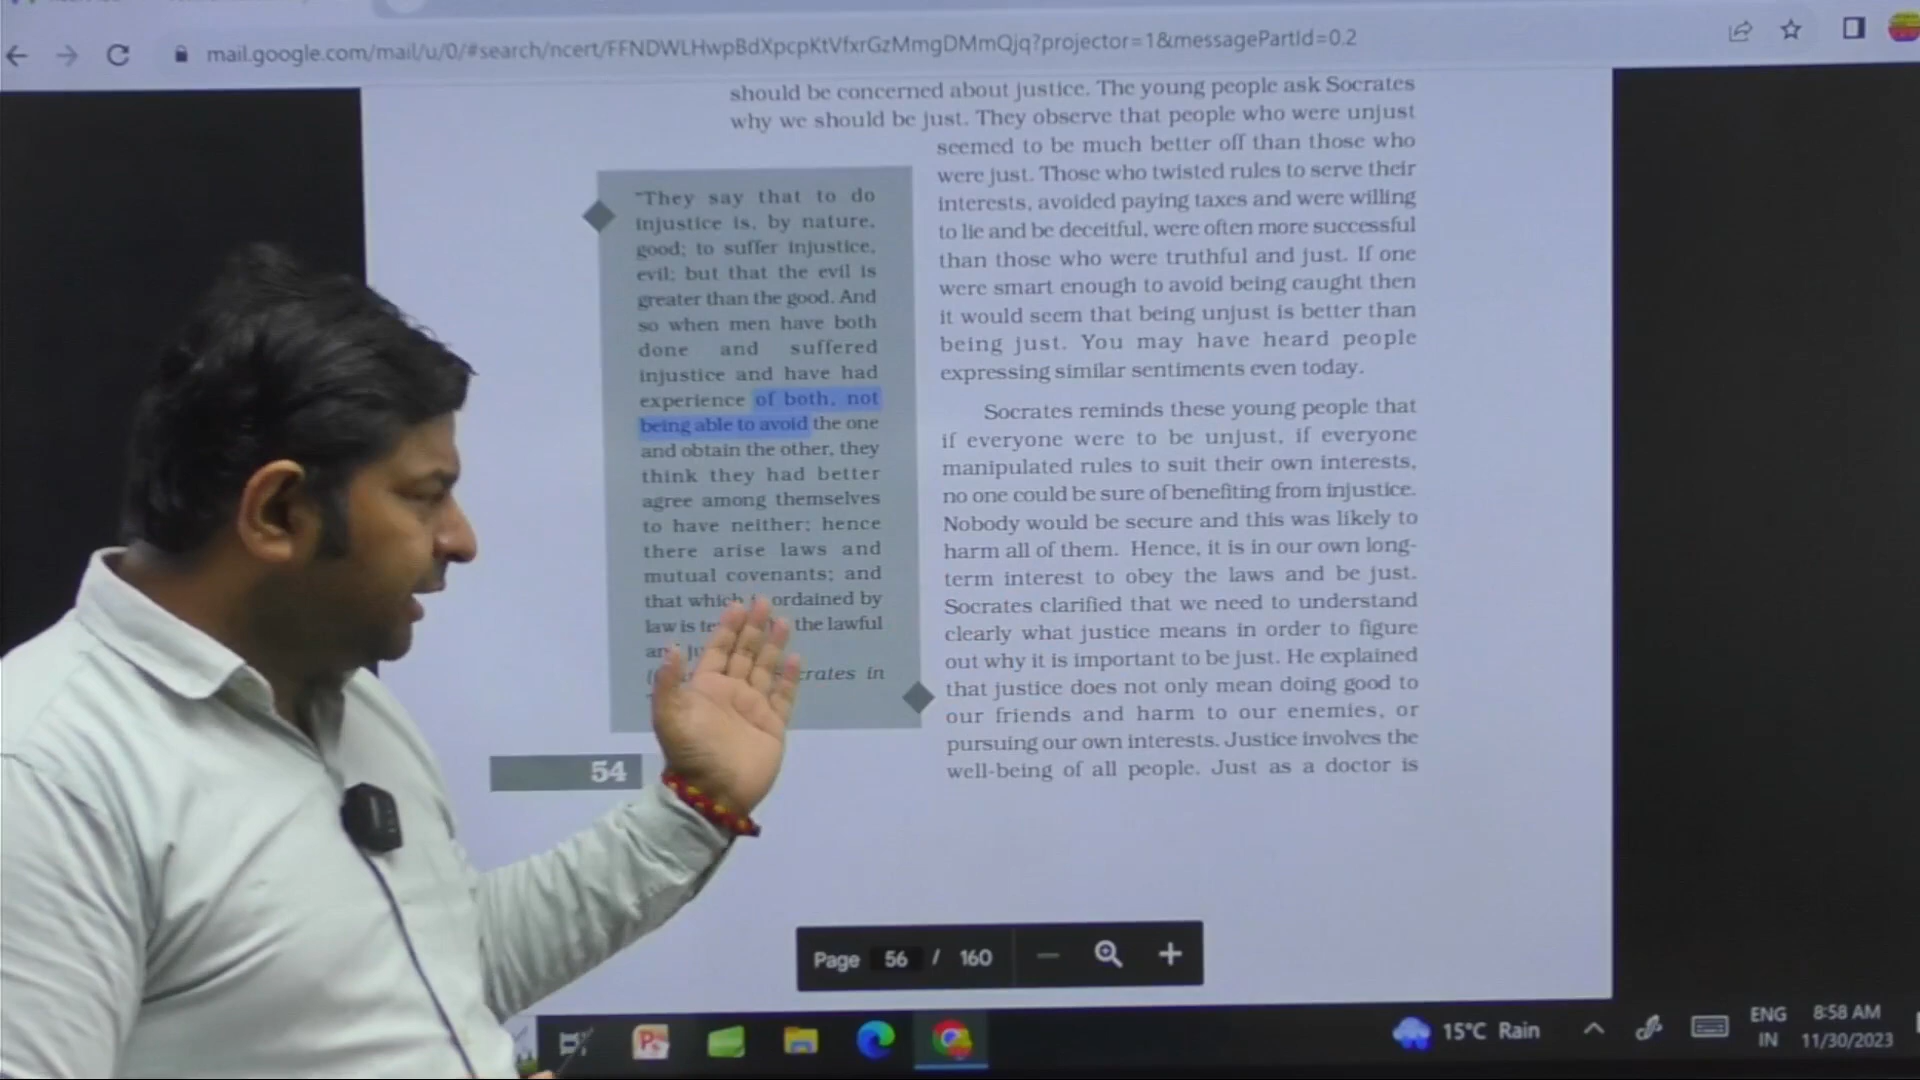 mail.google.com/mail/u/0/#search/ncert/FFNDWLHwpBdXpcpKtVfxrGzMmgDMmQjq?projector=1&messagePartId=0.2
should be concerned about justice. The young people ask Socrates
why we should be just. They observe that people who were unjust
seemed to be much better off than those who
were just. Those who twisted rules to serve their
interests, avoided paying taxes and were willing
to lie and be deceitful, were often more successful
than those who were truthful and just. If one
were smart enough to avoid being caught then
it would seem that being unjust is better than
being just. You may have heard people
expressing similar sentiments even today.
"They say that to do
injustice is, by nature,
good; to suffer injustice,
evil; but that the evil is
greater than the good. And
so when men have both
done and suffered
injustice and have had
experience of both, not
being able to avoid the one
and obtain the other, they
think they had better
agree among themselves
to have neither; hence
there arise laws and
mutual covenants; and
that which ordained by
law is the lawful
in
Socrates reminds these young people that
if everyone were to be unjust, if everyone
manipulated rules to suit their own interests,
no one could be sure of benefiting from injustice.
Nobody would be secure and this was likely to
harm all of them. Hence, it is in our own long-
term interest to obey the laws and be just.
Socrates clarified that we need to understand
clearly what justice means in order to figure
out why it is important to be just. He explained
that justice does not only mean doing good to
our friends and harm to our enemies, or
pursuing our own interests. Justice involves the
well-being of all people. Just as a doctor is
54
Page 56 / 160
15°C Rain
ENG
IN
8:58 AM
11/30/2023